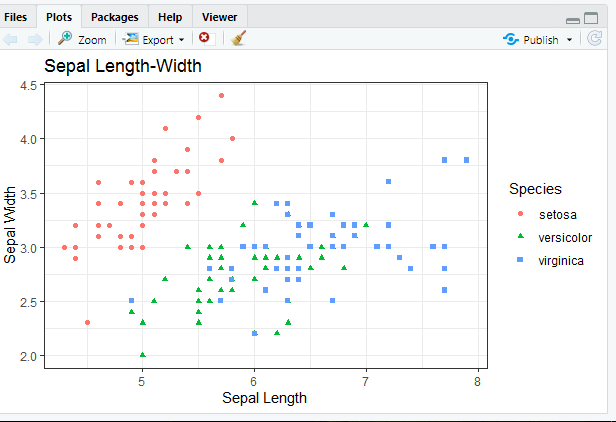 Files Plots Packages Help Viewer
Zoom Export Publish
Sepal Length-Width
4.5
4.0
3.5
3.0
2.5
2.0
Sepal Width
5 6 7 8
Sepal Length
Species
setosa
versicolor
virginica